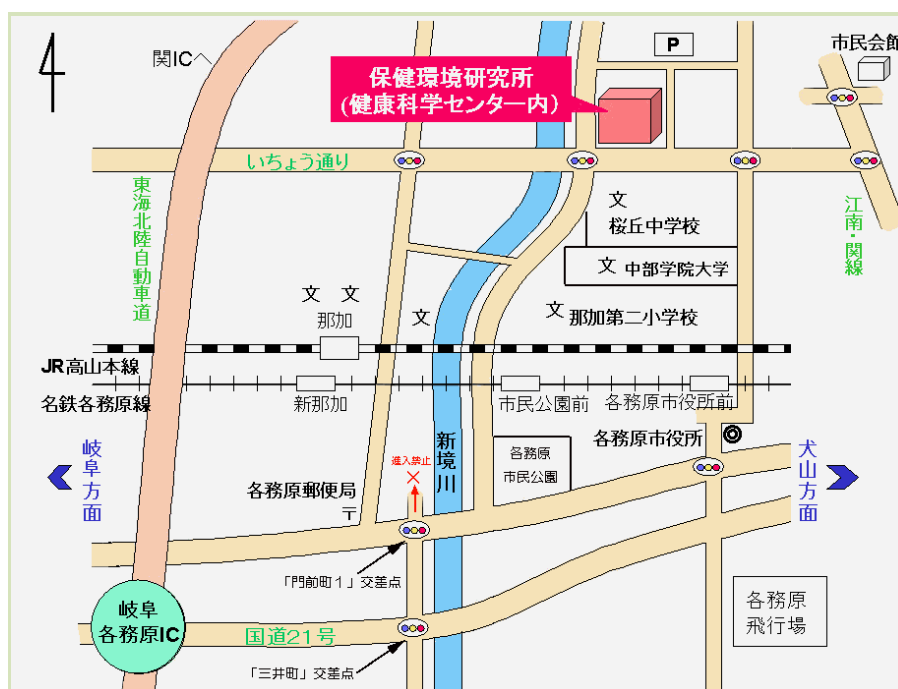 関ICへ
P
市民会館
保健環境研究所
(健康科学センター内)
いちょう通り
東海北陸自動車道
文
桜丘中学校
江南・関線
文 中部学院大学
文 文
那加
文
文 那加第二小学校
JR高山本線
名鉄各務原線
新那加
市民公園前
各務原市役所前
岐阜方面
新境川
各務原市役所
犬山方面
進入禁止
各務原
市民公園
各務原郵便局
〒
「門前町1」交差点
岐阜
各務原IC
国道21号
各務原
飛行場
「三井町」交差点